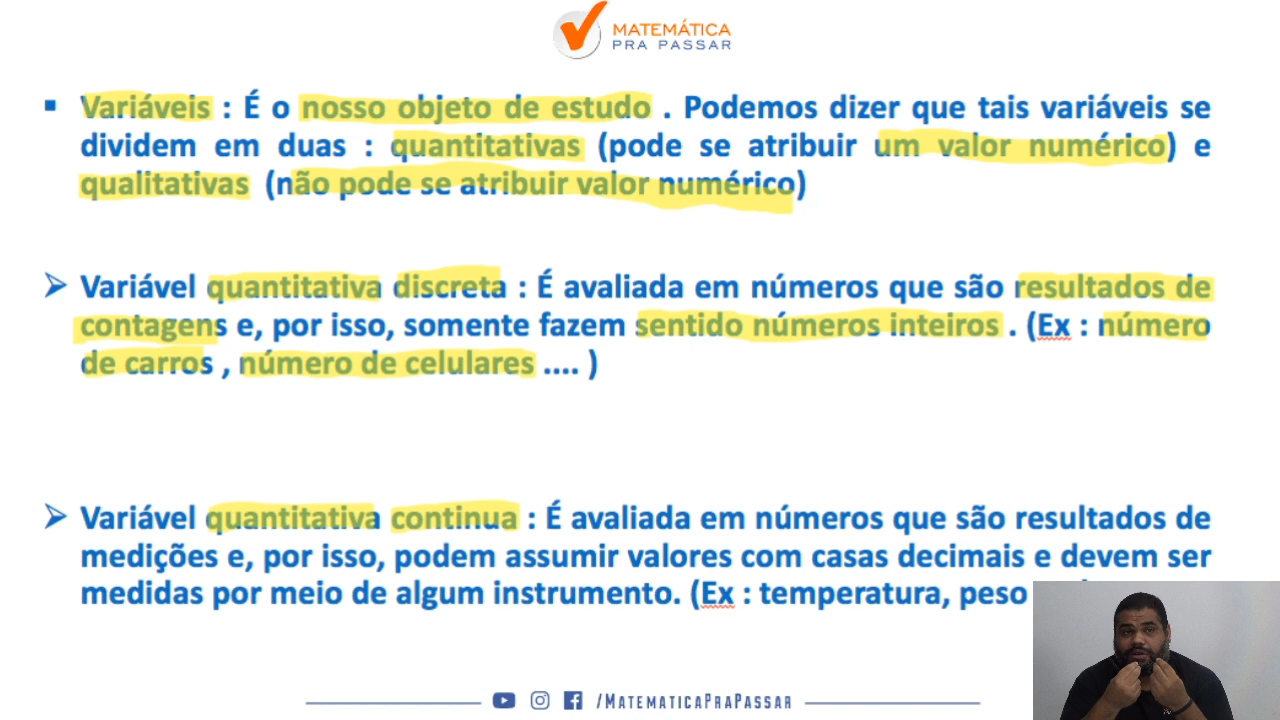 MATEMÁTICA
PRA PASSAR
▪ Variáveis : É o nosso objeto de estudo . Podemos dizer que tais variáveis se
dividem em duas : quantitativas (pode se atribuir um valor numérico) e
qualitativas (não pode se atribuir valor numérico)
➢ Variável quantitativa discreta : É avaliada em números que são resultados de
contagens e, por isso, somente fazem sentido números inteiros . (Ex : número
de carros , número de celulares .... )
➢ Variável quantitativa continua : É avaliada em números que são resultados de
medições e, por isso, podem assumir valores com casas decimais e devem ser
medidas por meio de algum instrumento. (Ex : temperatura, peso
/MATEMATICAPRAPASSAR